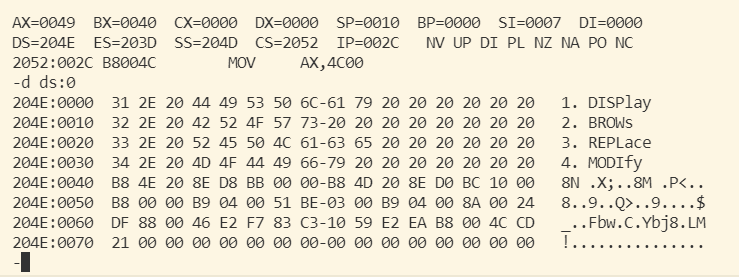 AX=0049  BX=0040  CX=0000  DX=0000  SP=0010  BP=0000  SI=0007  DI=0000
DS=204E  ES=203D  SS=204D  CS=2052  IP=002C   NV UP DI PL NZ NA PO NC
2052:002C B8004C        MOV     AX,4C00
-d ds:0
204E:0000  31 2E 20 44 49 53 50 6C-61 79 20 20 20 20 20 20   1. DISPlay
204E:0010  32 2E 20 42 52 4F 57 73-20 20 20 20 20 20 20 20   2. BROWs
204E:0020  33 2E 20 52 45 50 4C 61-63 65 20 20 20 20 20 20   3. REPLace
204E:0030  34 2E 20 4D 4F 44 49 66-79 20 20 20 20 20 20 20   4. MODIfy
204E:0040  B8 4E 20 8E D8 BB 00 00-B8 4D 20 8E D0 BC 10 00   8N .X;..8M .P<..
204E:0050  B8 00 00 B9 04 00 51 BE-03 00 B9 04 00 8A 00 24   8..9..Q>..9....$
204E:0060  DF 88 00 46 E2 F7 83 C3-10 59 E2 EA B8 00 4C CD   _..Fbw.C.Ybj8.LM
204E:0070  21 00 00 00 00 00 00 00-00 00 00 00 00 00 00 00   !...............
-